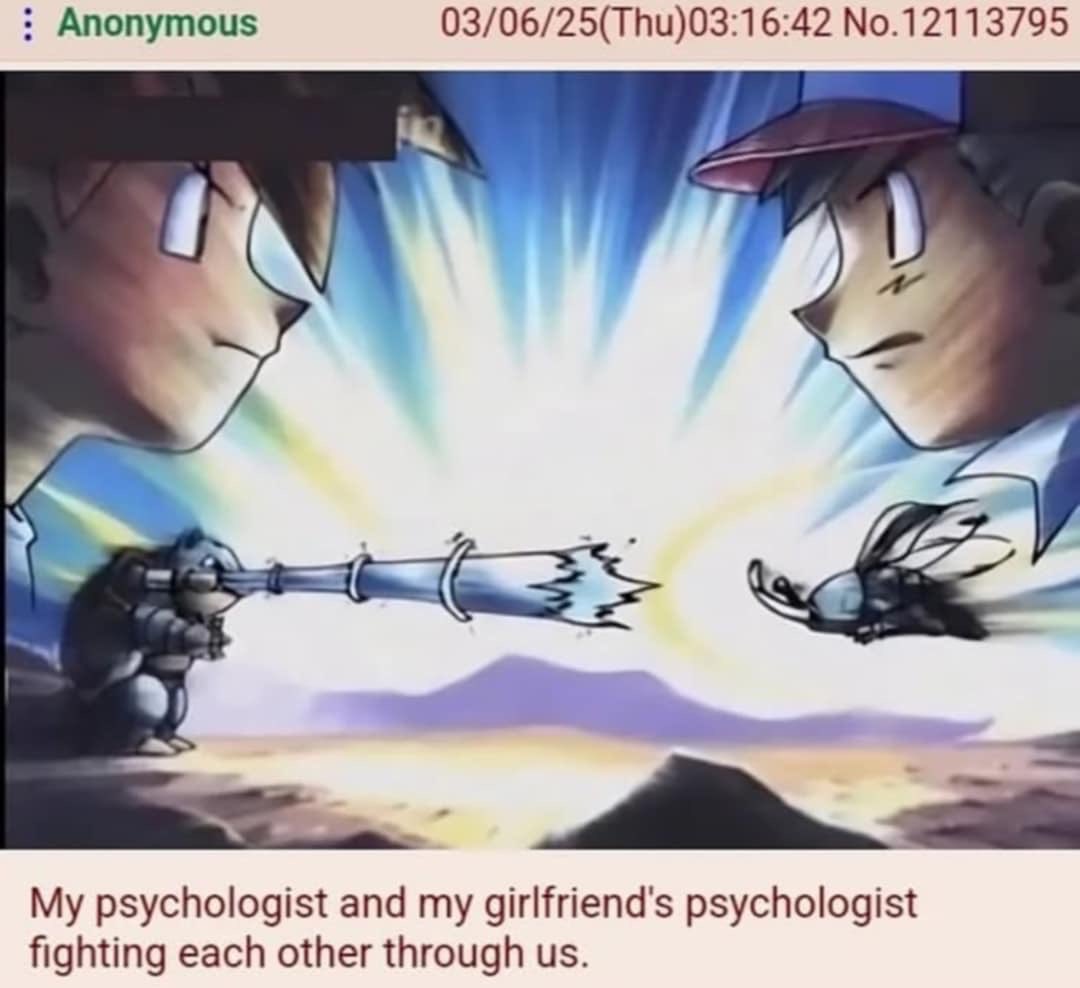 Anonymous 03/06/25(Thu)03:16:42 No.12113795
My psychologist and my girlfriend's psychologist
fighting each other through us.